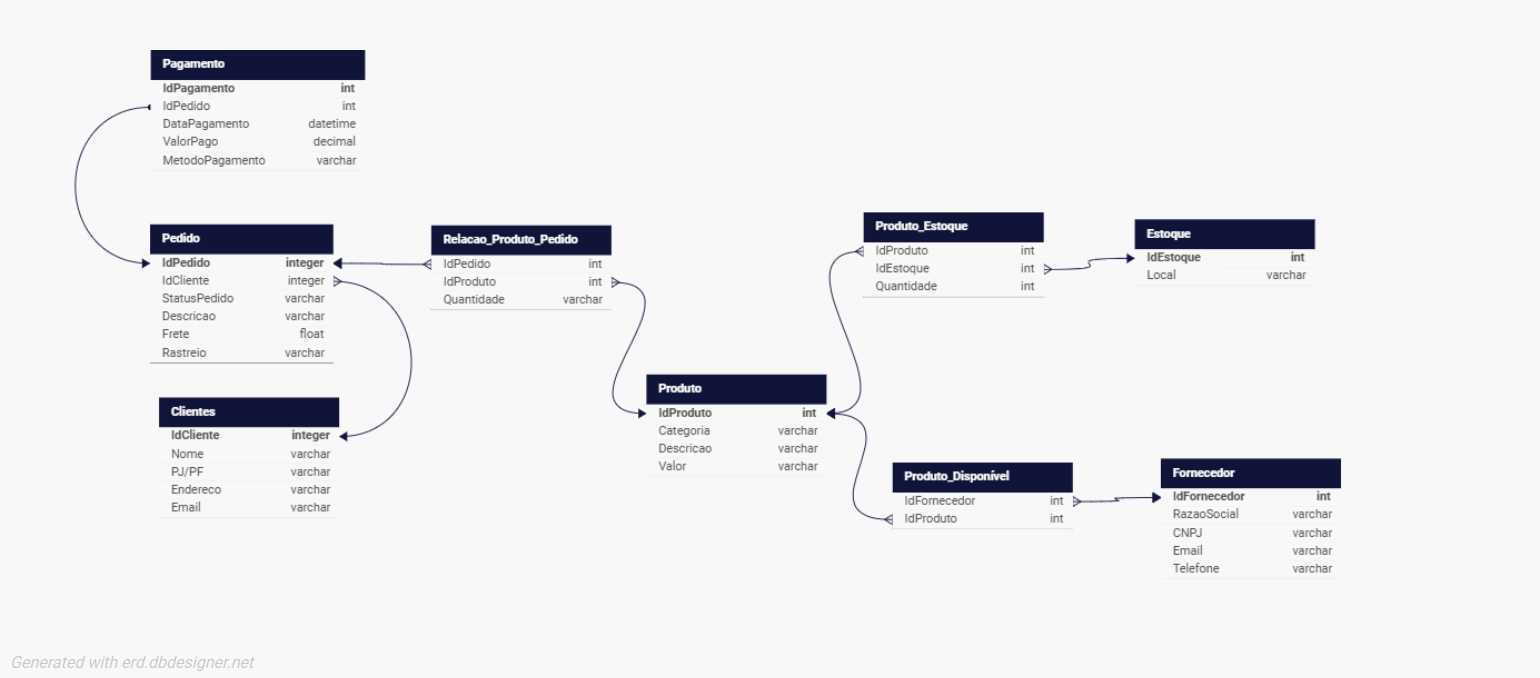 Pagamento
IdPagamento int
IdPedido int
DataPagamento datetime
ValorPago decimal
MetodoPagamento varchar
Pedido
IdPedido integer
IdCliente integer
StatusPedido varchar
Descricao varchar
Frete float
Rastreio varchar
Clientes
IdCliente integer
Nome varchar
PJ/PF varchar
Endereco varchar
Email varchar
Relacao_Produto_Pedido
IdPedido int
IdProduto int
Quantidade varchar
Produto
IdProduto int
Categoria varchar
Descricao varchar
Valor varchar
Produto_Estoque
IdProduto int
IdEstoque int
Quantidade int
Estoque
IdEstoque int
Local varchar
Produto_Disponível
IdFornecedor int
IdProduto int
Fornecedor
IdFornecedor int
RazaoSocial varchar
CNPJ varchar
Email varchar
Telefone varchar
Generated with erd.dbdesigner.net